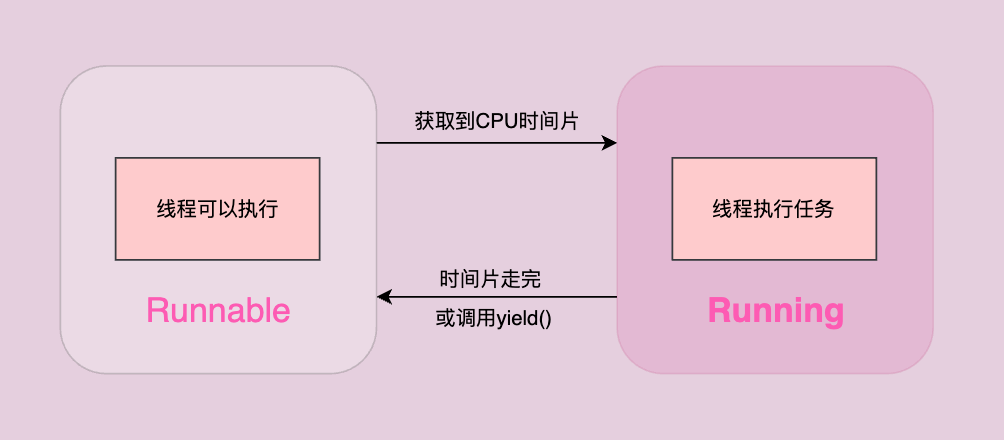 获取到CPU时间片
线程可以执行
线程执行任务
时间片走完
或调用yield()
Runnable
Running